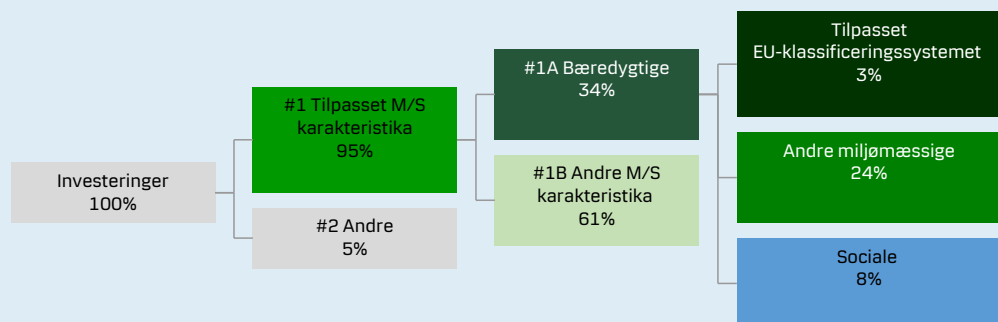 Investeringer
100%
#1 Tilpasset M/S
karakteristika
95%
#2 Andre
5%
#1A Bæredygtige
34%
#1B Andre M/S
karakteristika
61%
Tilpasset
EU-klassificeringssystemet
3%
Andre miljømæssige
24%
Sociale
8%